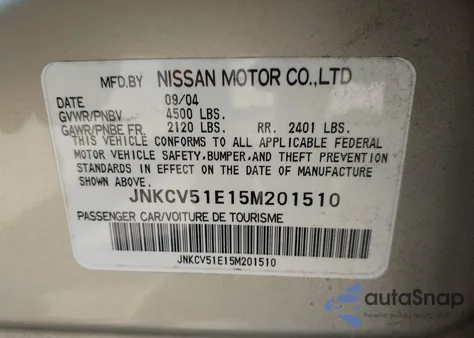 MFD.BY NISSAN MOTOR CO.,LTD
DATE 09/04
GVWR/PNBV 4500 LBS.
GAWR/PNBE FR. 2120 LBS. RR. 2401 LBS.
THIS VEHICLE CONFORMS TO ALL APPLICABLE FEDERAL
MOTOR VEHICLE SAFETY,BUMPER,AND THEFT PREVENTION
STANDARDS IN EFFECT ON THE DATE OF MANUFACTURE
SHOWN ABOVE. JNKCV51E15M201510
PASSENGER CAR/VOITURE DE TOURISME
JNKCV51E15M201510
autoSnap